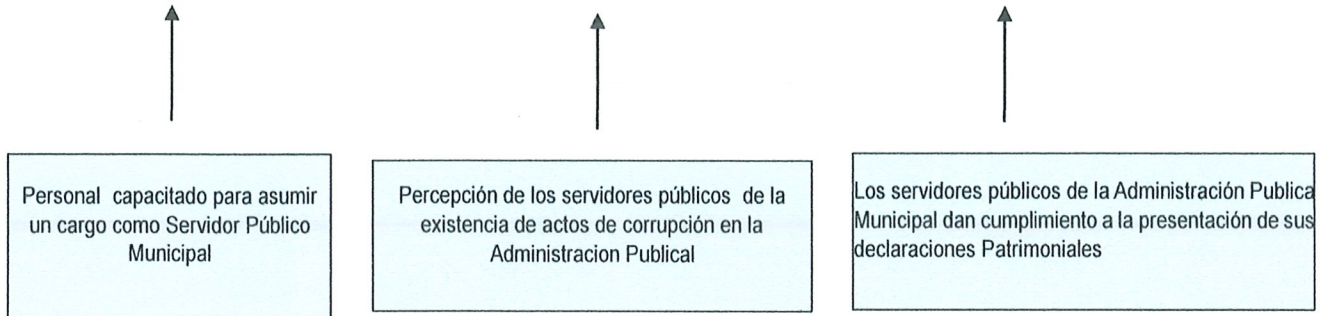 Personal capacitado para asumir
un cargo como Servidor Público
Municipal
Percepción de los servidores públicos de la
existencia de actos de corrupción en la
Administracion Publical
Los servidores públicos de la Administración Publica
Municipal dan cumplimiento a la presentación de sus
declaraciones Patrimoniales